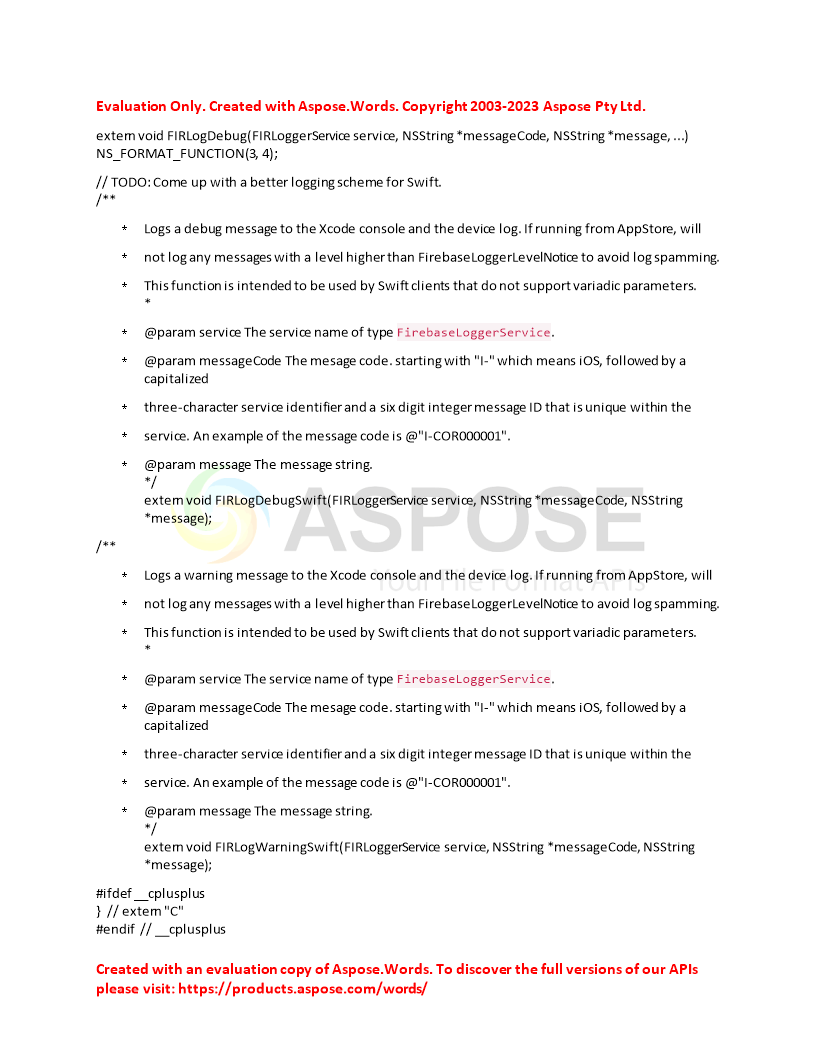 Evaluation Only. Created with Aspose.Words. Copyright 2003-2023 Aspose Pty Ltd.
extern void FIRLogDebug(FIRLoggerService service, NSString *messageCode, NSString *message, ...)
NS_FORMAT_FUNCTION(3, 4);
// TODO: Come up with a better logging scheme for Swift.
/**
* Logs a debug message to the Xcode console and the device log. If running from AppStore, will
* not log any messages with a level higher than FirebaseLoggerLevelNotice to avoid log spamming.
* This function is intended to be used by Swift clients that do not support variadic parameters.
*
* @param service The service name of type FirebaseLoggerService.
* @param messageCode The mesage code. starting with "I-" which means iOS, followed by a
capitalized
* three-character service identifier and a six digit integer message ID that is unique within the
* service. An example of the message code is @"I-COR000001".
* @param message The message string.
*/
extern void FIRLogDebugSwift(FIRLoggerService service, NSString *messageCode, NSString
*message);
ASPOSE
Your File Format APIs
/**
* Logs a warning message to the Xcode console and the device log. If running from AppStore, will
* not log any messages with a level higher than FirebaseLoggerLevelNotice to avoid log spamming.
* This function is intended to be used by Swift clients that do not support variadic parameters.
*
* @param service The service name of type FirebaseLoggerService.
* @param messageCode The mesage code. starting with "I-" which means iOS, followed by a
capitalized
* three-character service identifier and a six digit integer message ID that is unique within the
* service. An example of the message code is @"I-COR000001".
* @param message The message string.
*/
extern void FIRLogWarningSwift(FIRLoggerService service, NSString *messageCode, NSString
*message);
#ifdef __cplusplus
} // extern "C"
#endif // __cplusplus
Created with an evaluation copy of Aspose.Words. To discover the full versions of our APIs
please visit: https://products.aspose.com/words/